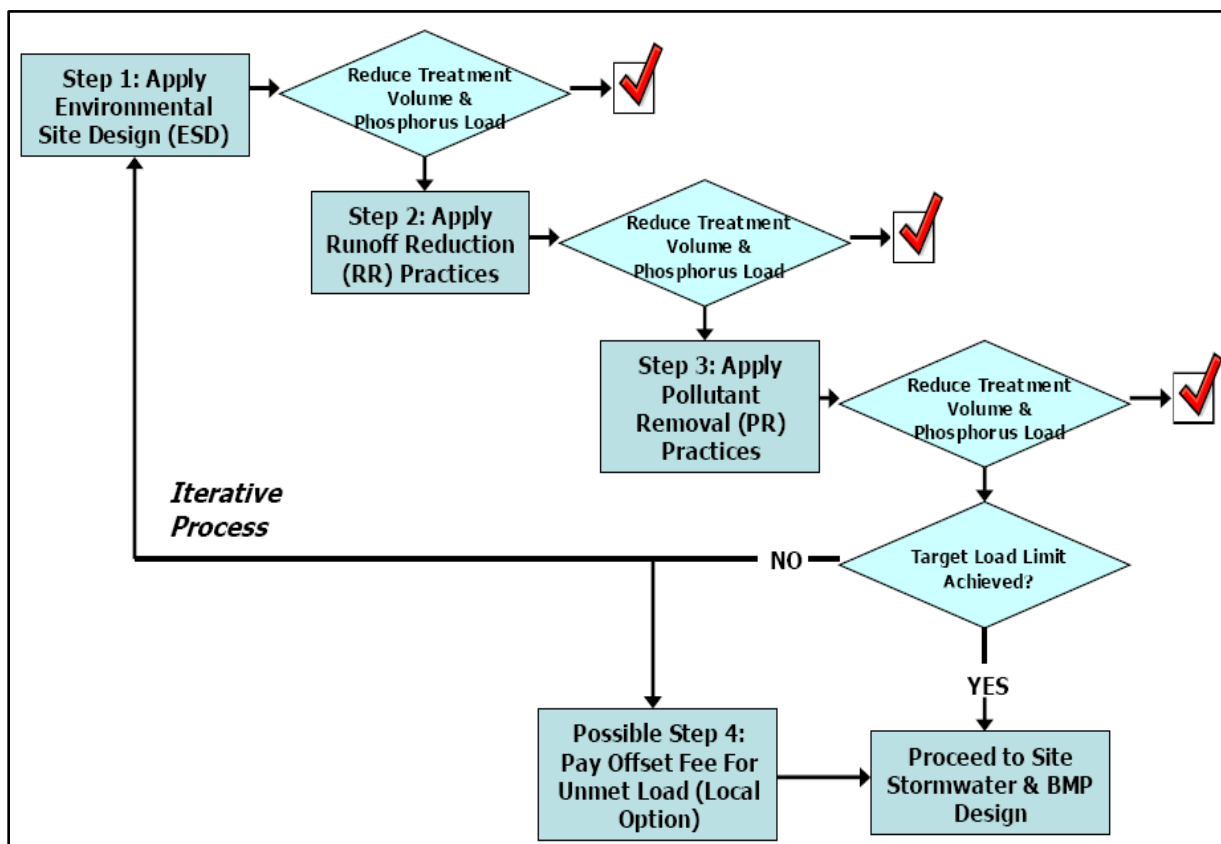 Step 1: Apply
Environmental
Site Design (ESD)
Reduce Treatment
Volume &
Phosphorus Load
Step 2: Apply
Runoff Reduction
(RR) Practices
Reduce Treatment
Volume &
Phosphorus Load
Step 3: Apply
Pollutant
Removal (PR)
Practices
Reduce Treatment
Volume &
Phosphorus Load
Iterative
Process
NO
Target Load Limit
Achieved?
YES
Possible Step 4:
Pay Offset Fee For
Unmet Load (Local
Option)
Proceed to Site
Stormwater & BMP
Design